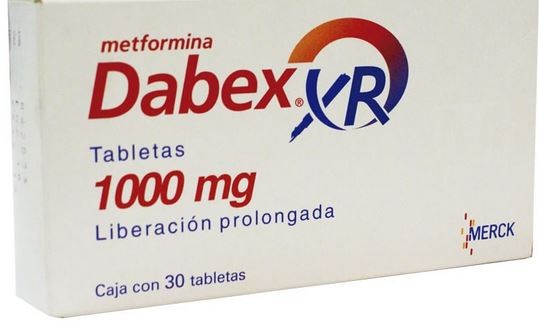 metformina
Dabex® XR
Tabletas
1000 mg
Liberación prolongada
MERCK
Caja con 30 tabletas